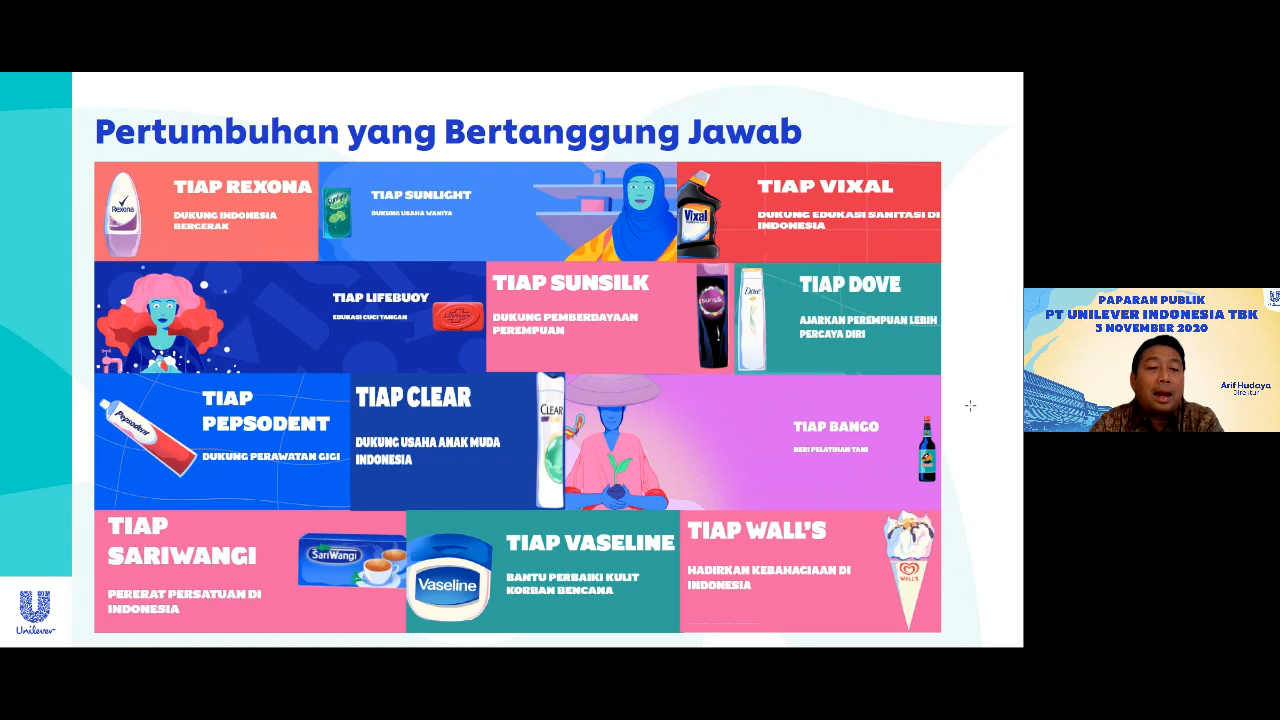 Pertumbuhan yang Bertanggung Jawab
Rexona
TIAP REXONA
DUKUNG INDONESIA
BERGERAK
TIAP SUNLIGHT
DUKUNG USAHA WANITA
Vixal
TIAP VIXAL
DUKUNG EDUKASI SANITASI DI
INDONESIA
TIAP LIFEBUOY
EDUKASI CUCI TANGAN
TIAP SUNSILK
DUKUNG PEMBERDAYAAN
PEREMPUAN
sunsilk
Dove
TIAP DOVE
AJARKAN PEREMPUAN LEBIH
PERCAYA DIRI
Pepsodent
TIAP
PEPSODENT
DUKUNG PERAWATAN GIGI
TIAP CLEAR
DUKUNG USAHA ANAK MUDA
INDONESIA
CLEAR
TIAP BANGO
BERI PELATIHAN TANI
TIAP
SARIWANGI
PERERAT PERSATUAN DI
INDONESIA
SariWangi
Vaseline
TIAP VASELINE
BANTU PERBAIKI KULIT
KORBAN BENCANA
TIAP WALL'S
HADIRKAN KEBAHAGIAAN DI
INDONESIA
WALL'S
Unilever
PAPARAN PUBLIK
PT UNILEVER INDONESIA TBK
3 NOVEMBER 2020
Arif Hudaya
Direktur